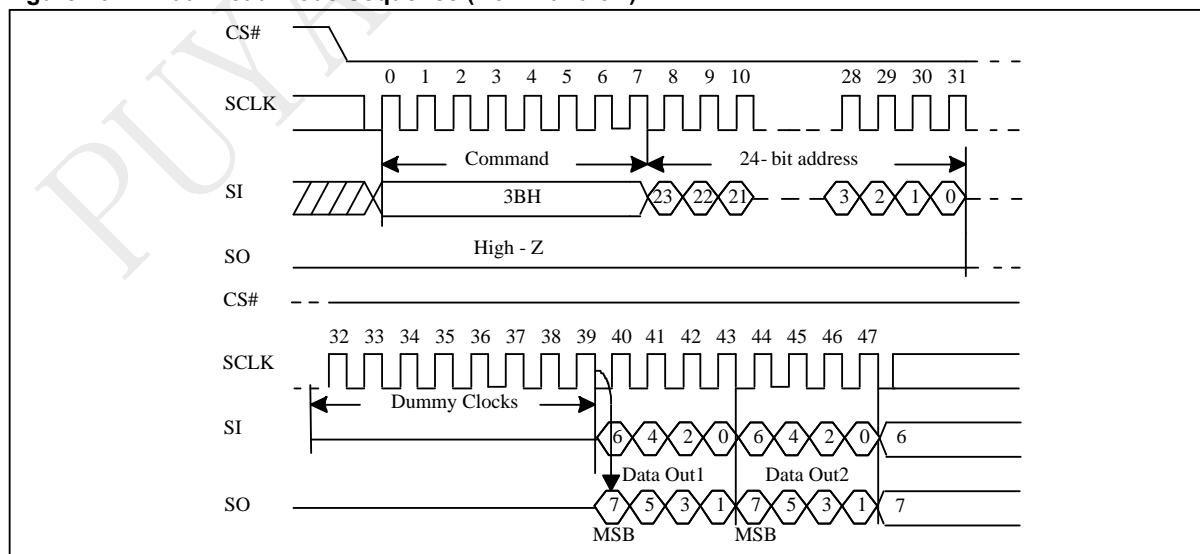 PUYA
CS#
0 1 2 3 4 5 6 7 8 9 10 28 29 30 31
SCLK
Command 24- bit address
SI 3BH 23 22 21 3 2 1 0
SO High - Z
CS#
32 33 34 35 36 37 38 39 40 41 42 43 44 45 46 47
SCLK
Dummy Clocks
SI 6 4 2 0 6 4 2 0 6
Data Out1 Data Out2
SO 7 5 3 1 7 5 3 1 7
MSB MSB